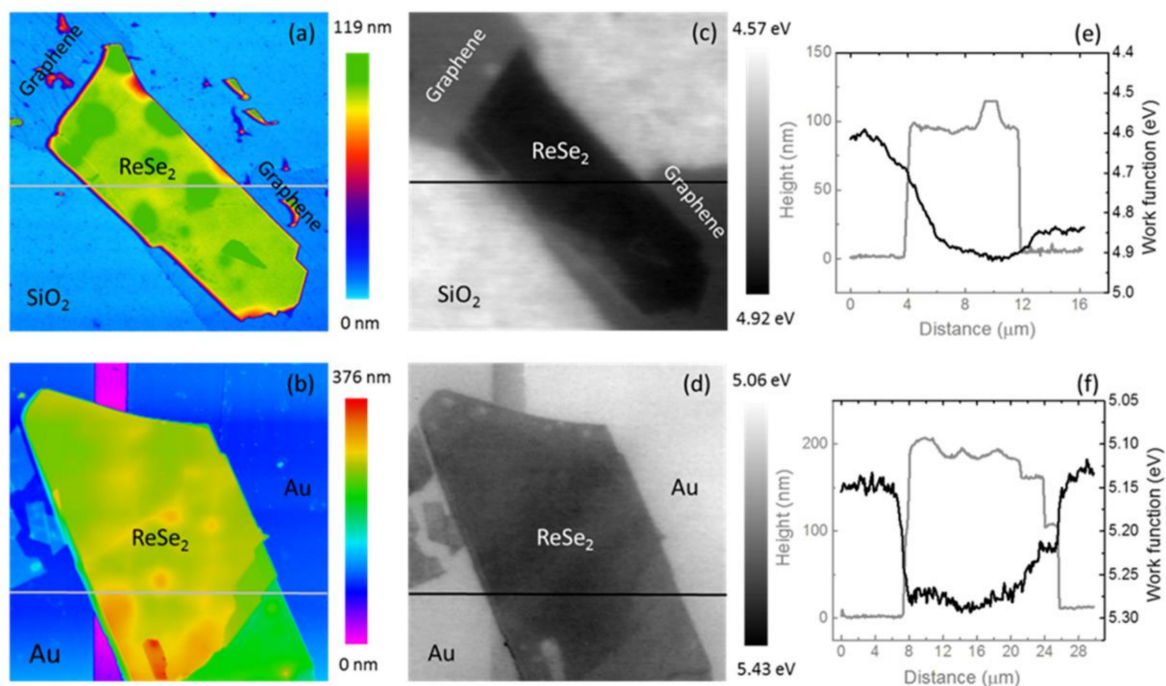 (a)
119 nm
Graphene
ReSe₂
Graphene
SiO₂
0 nm
(c)
4.57 eV
Graphene
ReSe₂
Graphene
SiO₂
4.92 eV
(e)
150
100
50
0
Height (nm)
0 4 8 12 16
Distance (μm)
4.4
4.5
4.6
4.7
4.8
4.9
5.0
Work function (eV)
(b)
376 nm
Au
ReSe₂
Au
0 nm
(d)
5.06 eV
Au
ReSe₂
Au
5.43 eV
(f)
200
100
0
Height (nm)
0 4 8 12 16 20 24 28
Distance (μm)
5.05
5.10
5.15
5.20
5.25
5.30
Work function (eV)